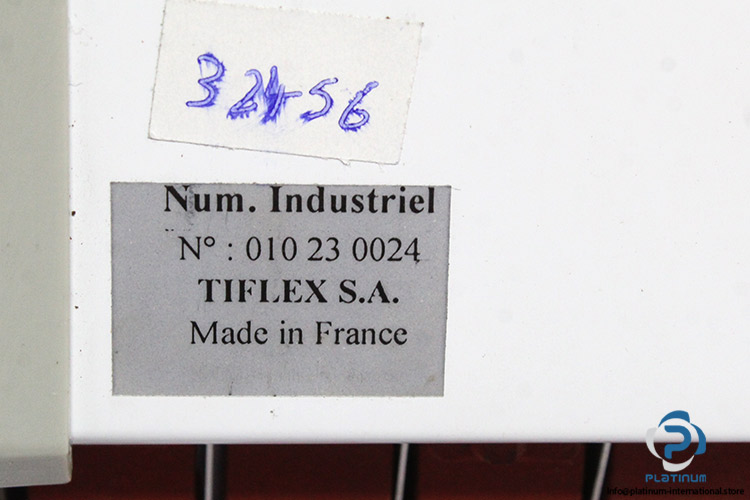 32456
Num. Industriel
N° : 010 23 0024
TIFLEX S.A.
Made in France
PLATINUM
info@platinum-international.store